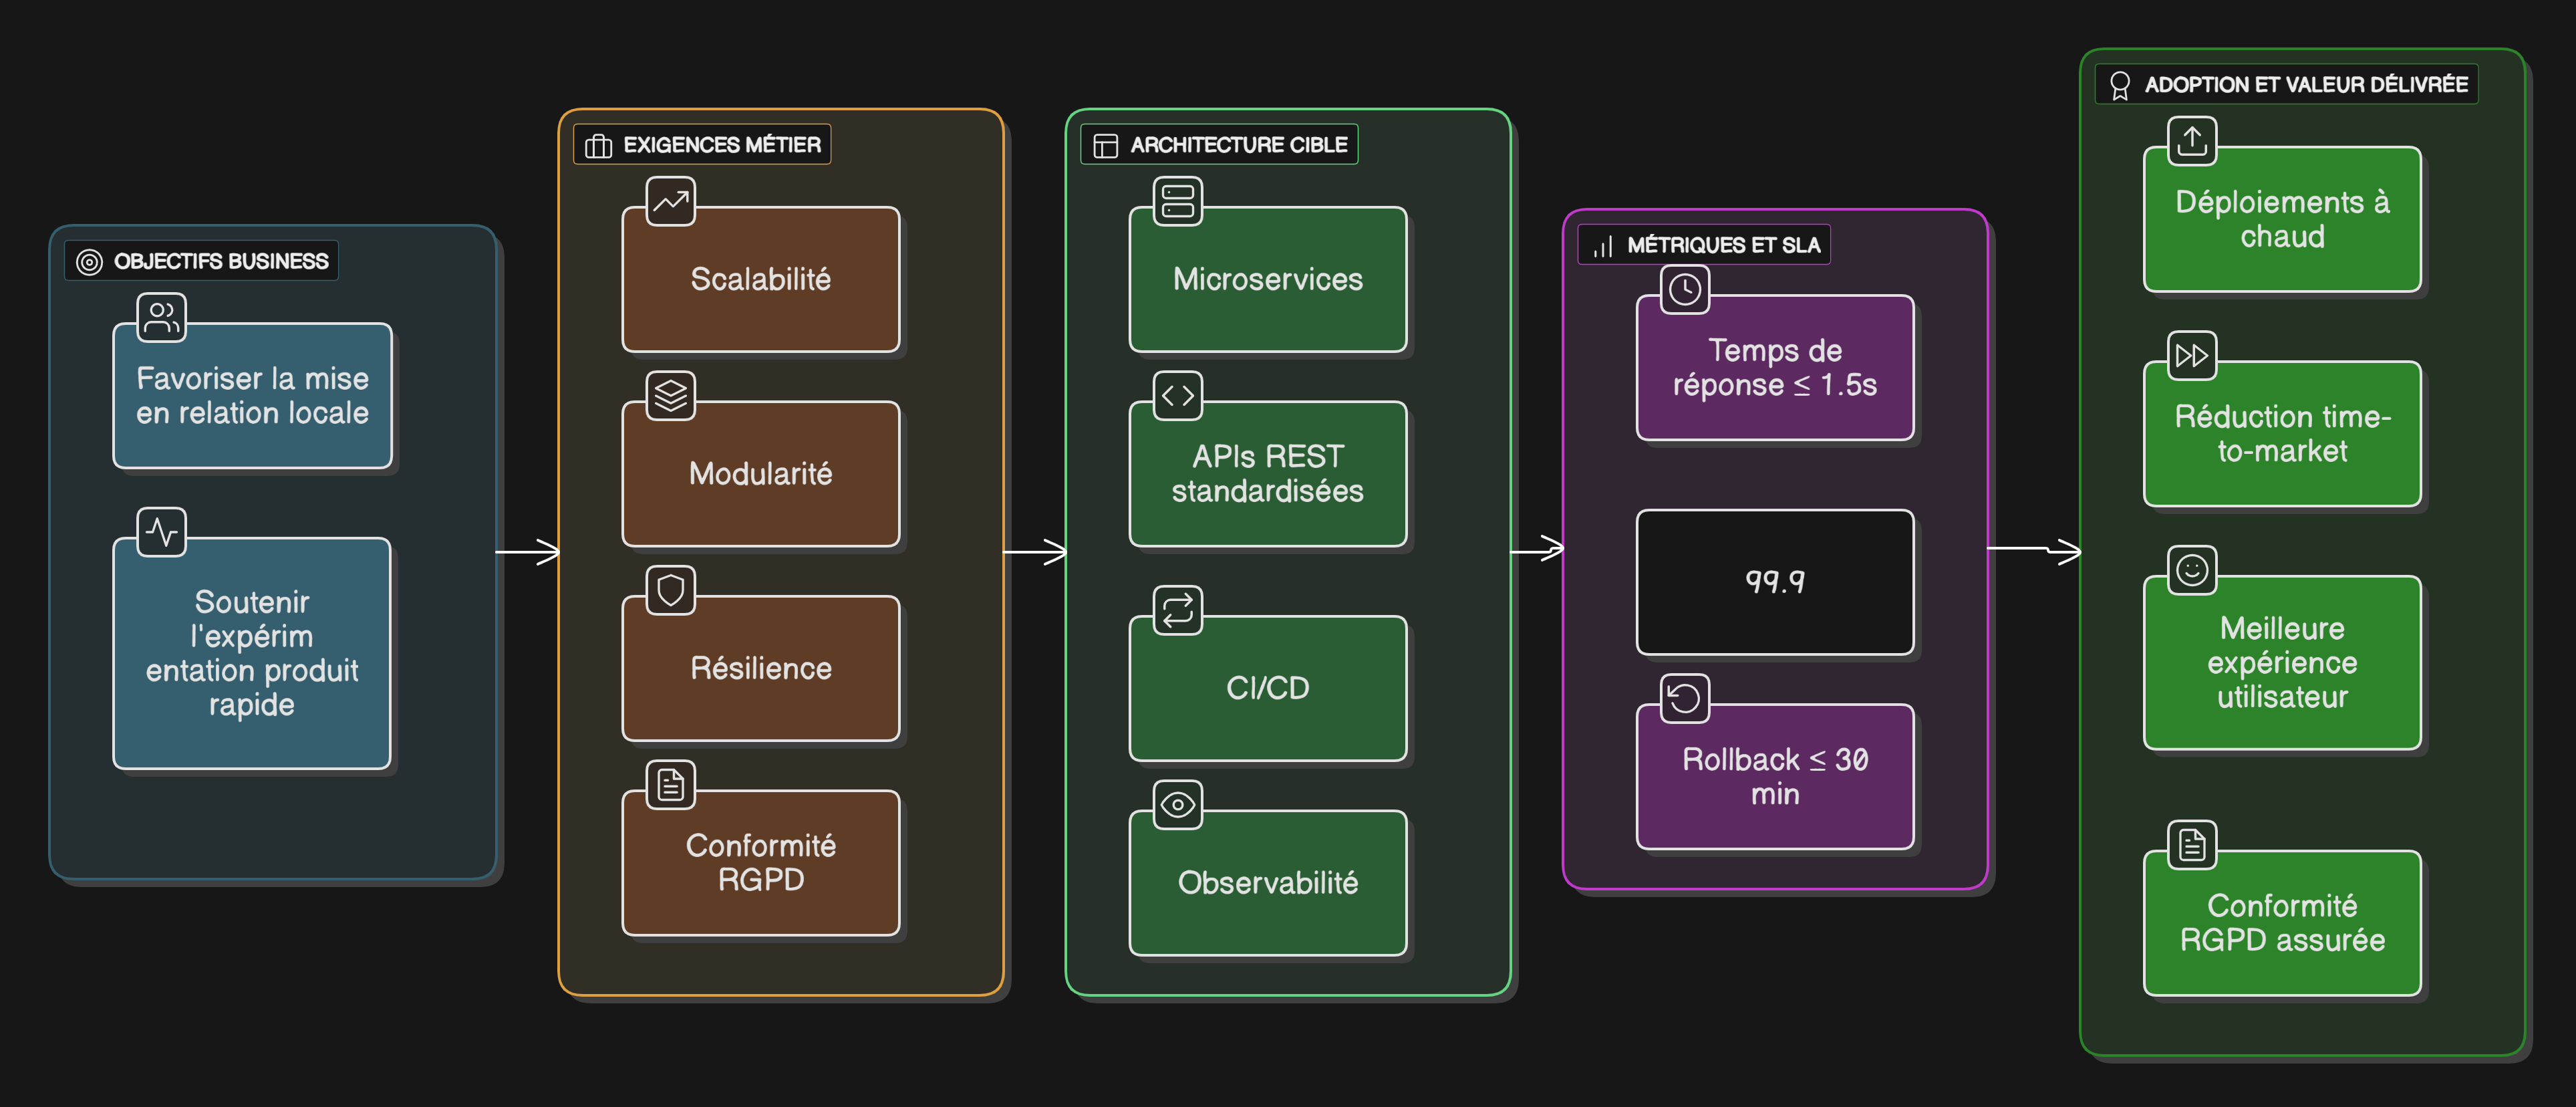 OBJECTIFS BUSINESS
Favoriser la mise
en relation locale
Soutenir
l'expérim
entation produit
rapide
EXIGENCES MÉTIER
Scalabilité
Modularité
Résilience
Conformité
RGPD
ARCHITECTURE CIBLE
Microservices
APIs REST
standardisées
CI/CD
Observabilité
MÉTRIQUES ET SLA
Temps de
réponse ≤ 1.5s
99.9
Rollback ≤ 30
min
ADOPTION ET VALEUR DÉLIVRÉE
Déploiements à
chaud
Réduction time-
to-market
Meilleure
expérience
utilisateur
Conformité
RGPD assurée